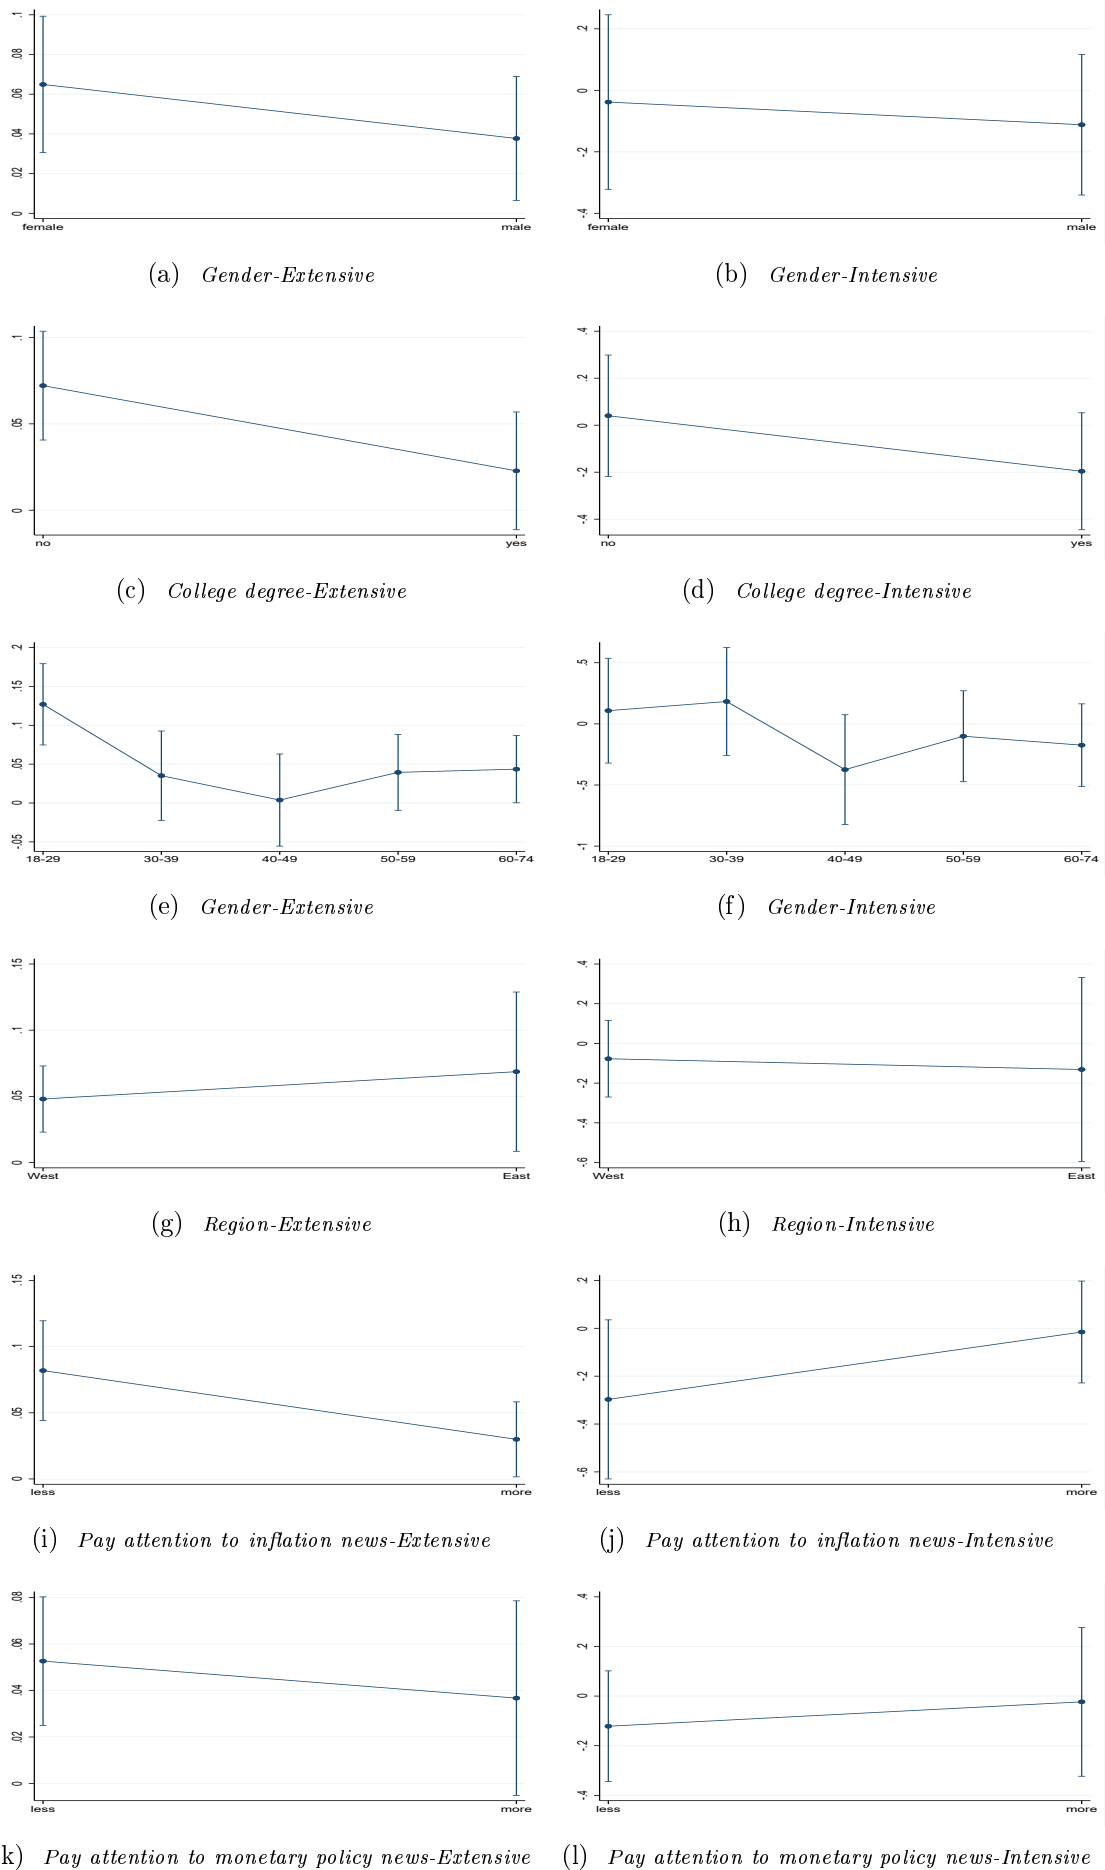 .1
.08
.06
.04
.02
0
female male
.2
0
-.2
-.4
female male
(a) Gender-Extensive
(b) Gender-Intensive
.1
.05
0
no yes
.4
.2
0
-.2
-.4
no yes
(c) College degree-Extensive
(d) College degree-Intensive
.2
.15
.1
.05
0
-.05
18-29 30-39 40-49 50-59 60-74
.5
0
-.5
-1
18-29 30-39 40-49 50-59 60-74
(e) Gender-Extensive
(f) Gender-Intensive
.15
.1
.05
0
West East
.4
.2
0
-.2
-.4
-.6
West East
(g) Region-Extensive
(h) Region-Intensive
.15
.1
.05
0
less more
.2
0
-.2
-.4
-.6
less more
(i) Pay attention to inflation news-Extensive
(j) Pay attention to inflation news-Intensive
.08
.06
.04
.02
0
less more
.4
.2
0
-.2
-.4
less more
k) Pay attention to monetary policy news-Extensive
(l) Pay attention to monetary policy news-Intensive